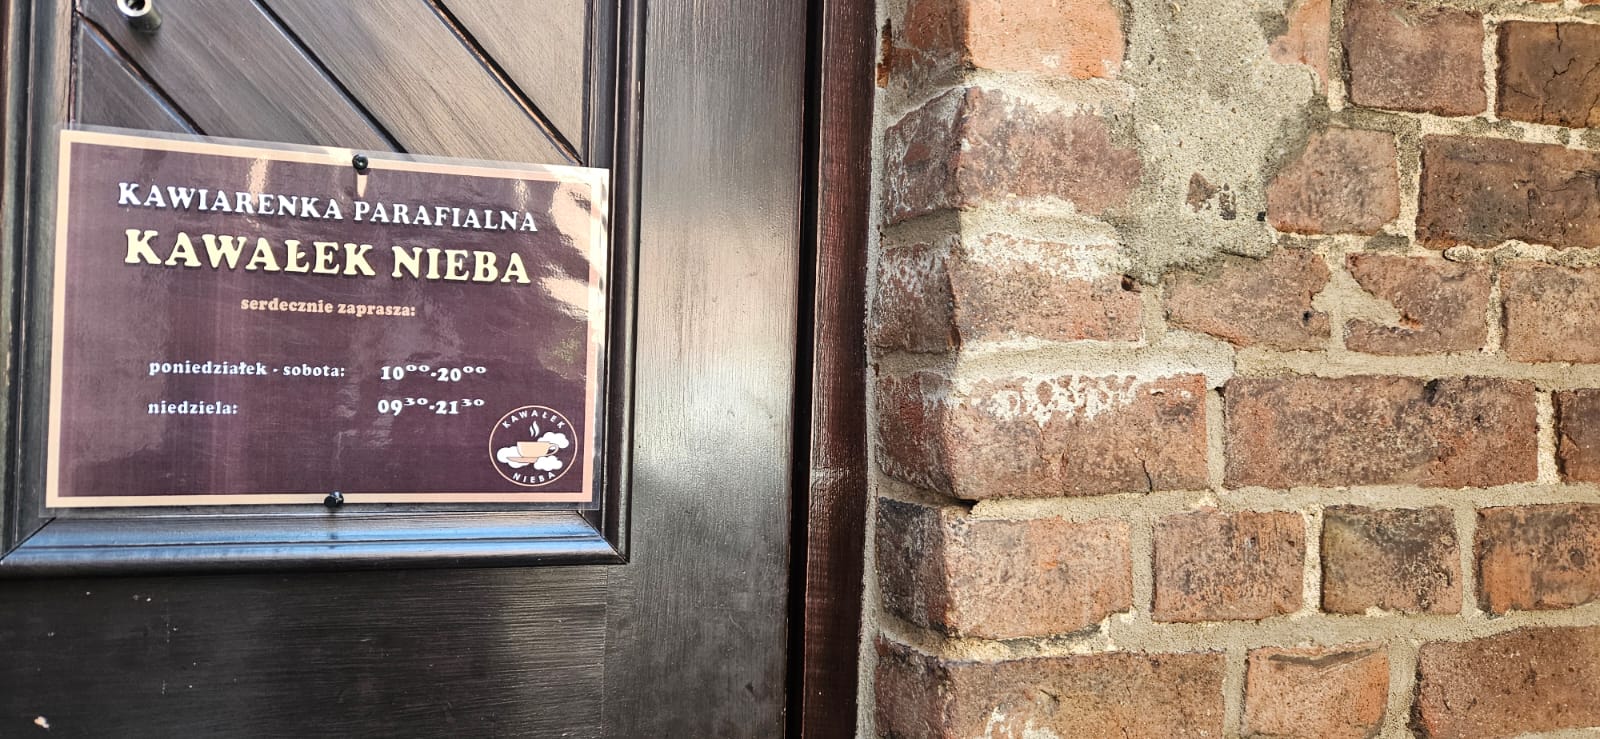 KAWIARENKA PARAFIALNA
KAWAŁEK NIEBA
serdecznie zaprasza:
poniedziałek - sobota: 10⁰⁰-20⁰⁰
niedziela: 09³⁰-21³⁰
KAWAŁEK
NIEBA